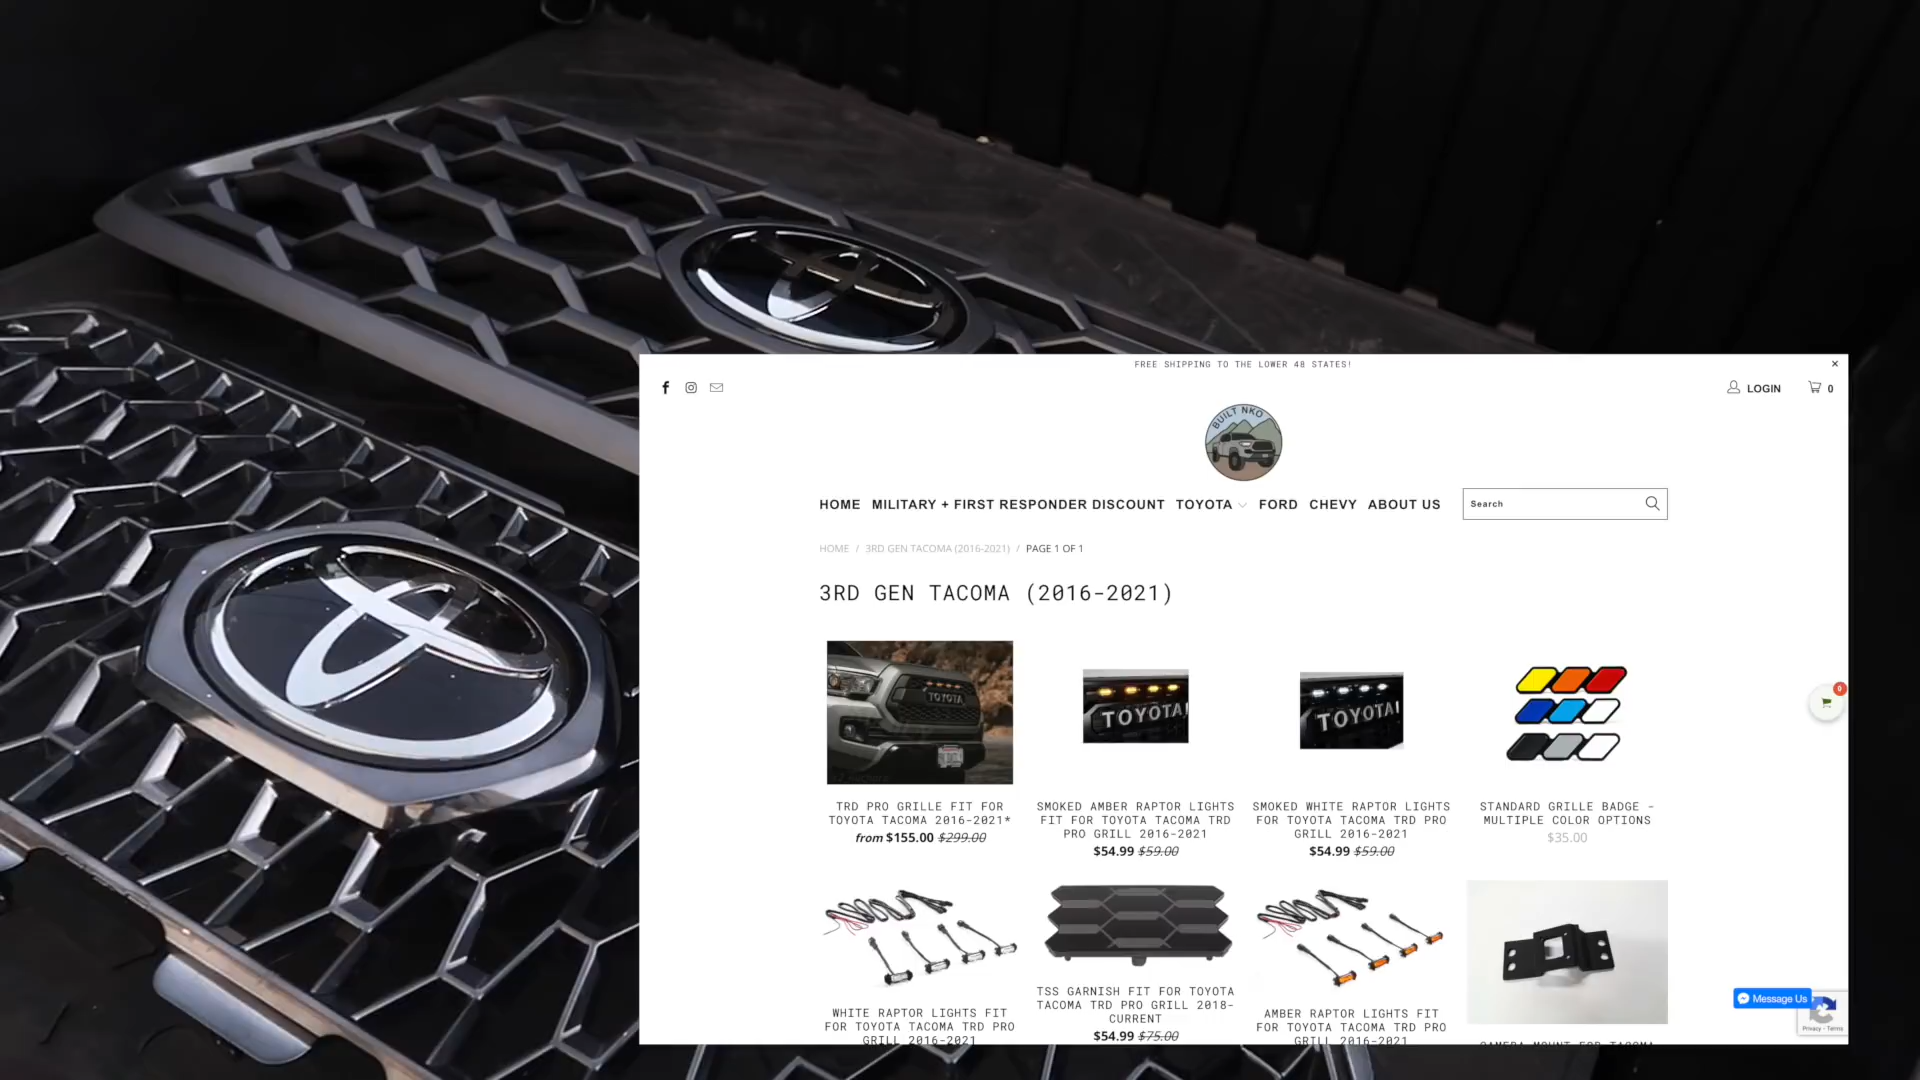 FREE SHIPPING TO THE LOWER 48 STATES!
LOGIN
0
BUILT NKO
HOME MILITARY + FIRST RESPONDER DISCOUNT TOYOTA FORD CHEVY ABOUT US
Search
HOME / 3RD GEN TACOMA (2016-2021) / PAGE 1 OF 1
3RD GEN TACOMA (2016-2021)
TOYOTA
TOYOTA
TOYOTA
0
TRD PRO GRILLE FIT FOR
TOYOTA TACOMA 2016-2021*
from $155.00 $299.00
SMOKED AMBER RAPTOR LIGHTS
FIT FOR TOYOTA TACOMA TRD
PRO GRILL 2016-2021
$54.99 $59.00
SMOKED WHITE RAPTOR LIGHTS
FOR TOYOTA TACOMA TRD PRO
GRILL 2016-2021
$54.99 $59.00
STANDARD GRILLE BADGE -
MULTIPLE COLOR OPTIONS
$35.00
WHITE RAPTOR LIGHTS FIT
FOR TOYOTA TACOMA TRD PRO
GRILL 2016-2021
TSS GARNISH FIT FOR TOYOTA
TACOMA TRD PRO GRILL 2018-
CURRENT
$54.99 $75.00
AMBER RAPTOR LIGHTS FIT
FOR TOYOTA TACOMA TRD PRO
GRILL 2016-2021
CAMERA MOUNT FOR TACOMA
Message Us
Privacy - Terms